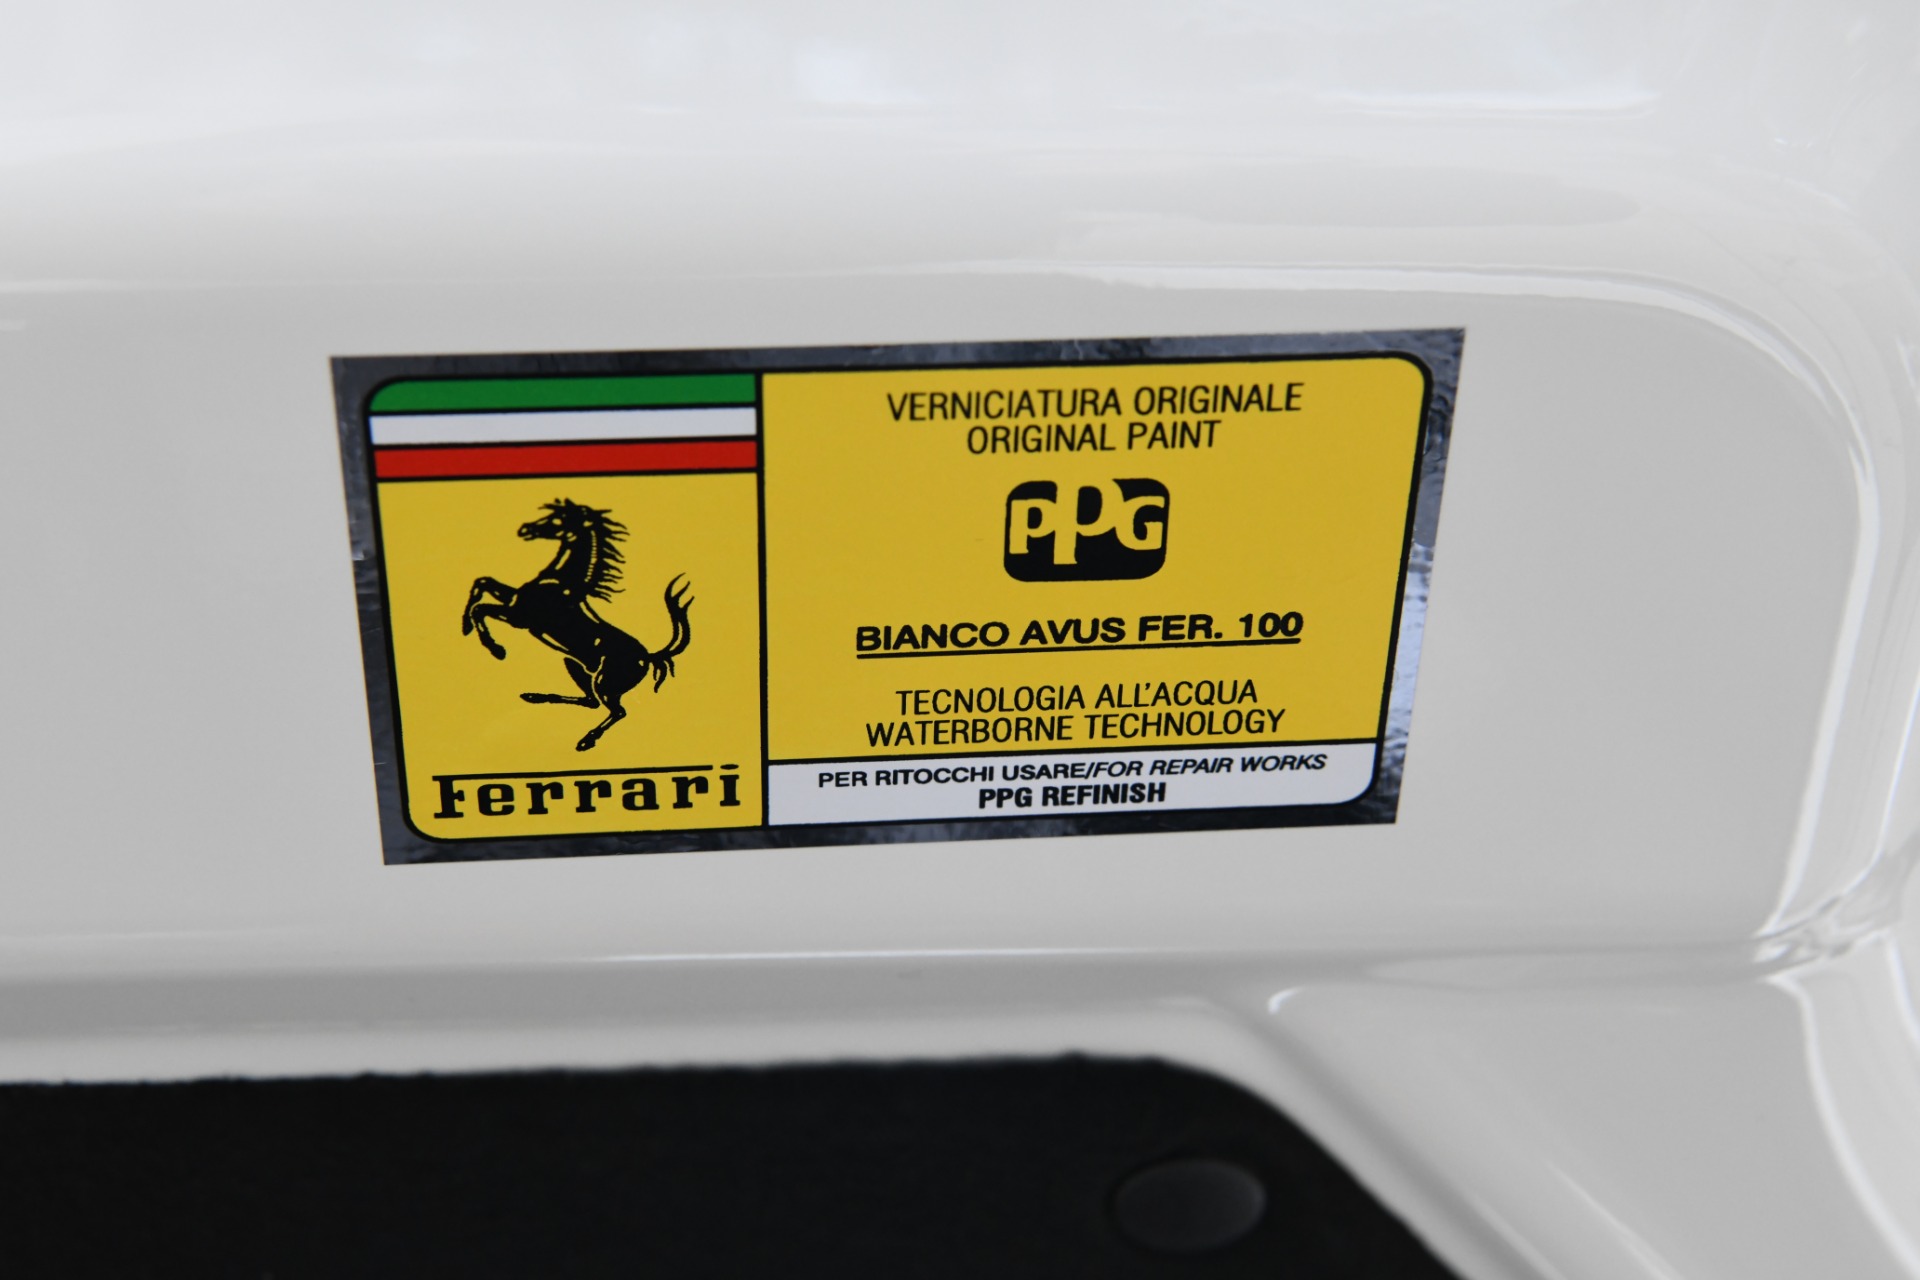 VERNICIATURA ORIGINALE
ORIGINAL PAINT
PPG
BIANCO AVUS FER. 100
TECNOLOGIA ALL'ACQUA
WATERBORNE TECHNOLOGY
PER RITOCCHI USARE/FOR REPAIR WORKS
PPG REFINISH
Ferrari